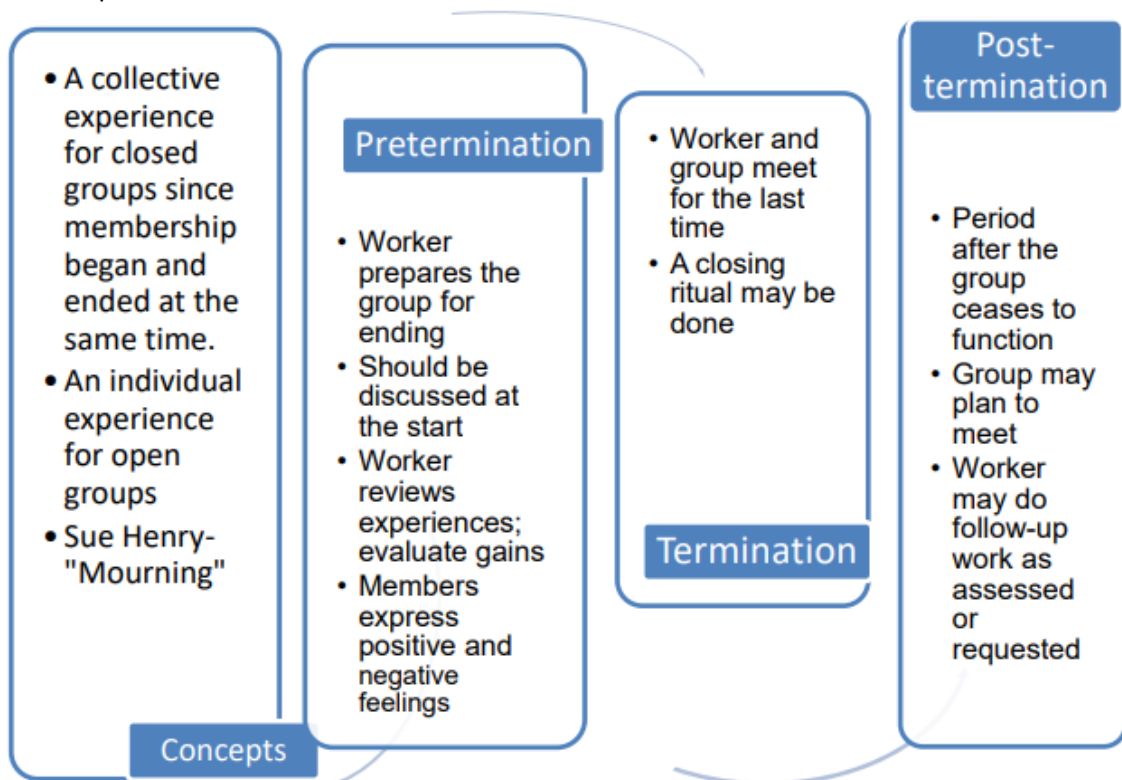 • A collective
experience
for closed
groups since
membership
began and
ended at the
same time.
• An individual
experience
for open
groups
• Sue Henry-
"Mourning"
Concepts
Pretermination
• Worker
prepares the
group for
ending
• Should be
discussed at
the start
• Worker
reviews
experiences;
evaluate gains
• Members
express
positive and
negative
feelings
• Worker and
group meet
for the last
time
• A closing
ritual may be
done
Termination
Post-
termination
• Period
after the
group
ceases to
function
• Group may
plan to
meet
• Worker
may do
follow-up
work as
assessed
or
requested